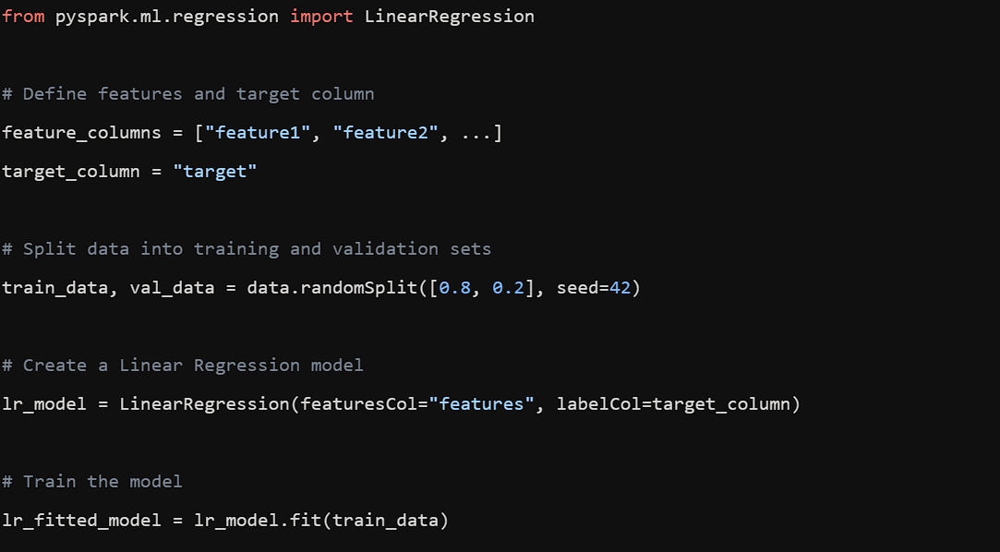 from pyspark.ml.regression import LinearRegression
# Define features and target column
feature_columns = ["feature1", "feature2", ...]
target_column = "target"
# Split data into training and validation sets
train_data, val_data = data.randomSplit([0.8, 0.2], seed=42)
# Create a Linear Regression model
lr_model = LinearRegression(featuresCol="features", labelCol=target_column)
# Train the model
lr_fitted_model = lr_model.fit(train_data)